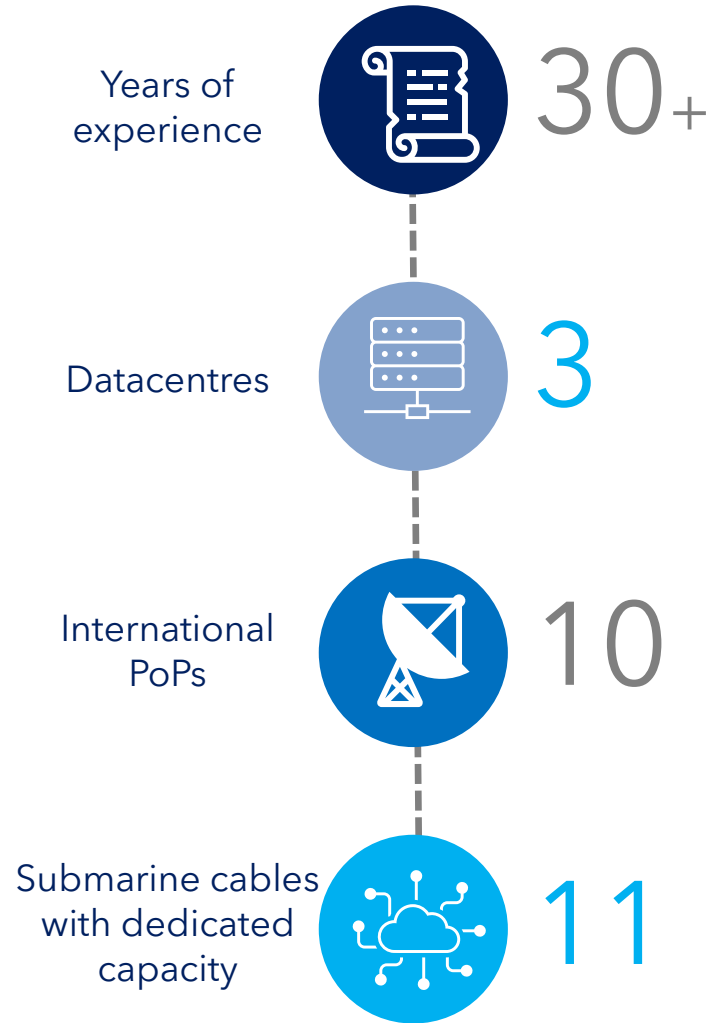 Years of
experience
30+
Datacentres
3
International
PoPs
10
Submarine cables
with dedicated
capacity
11